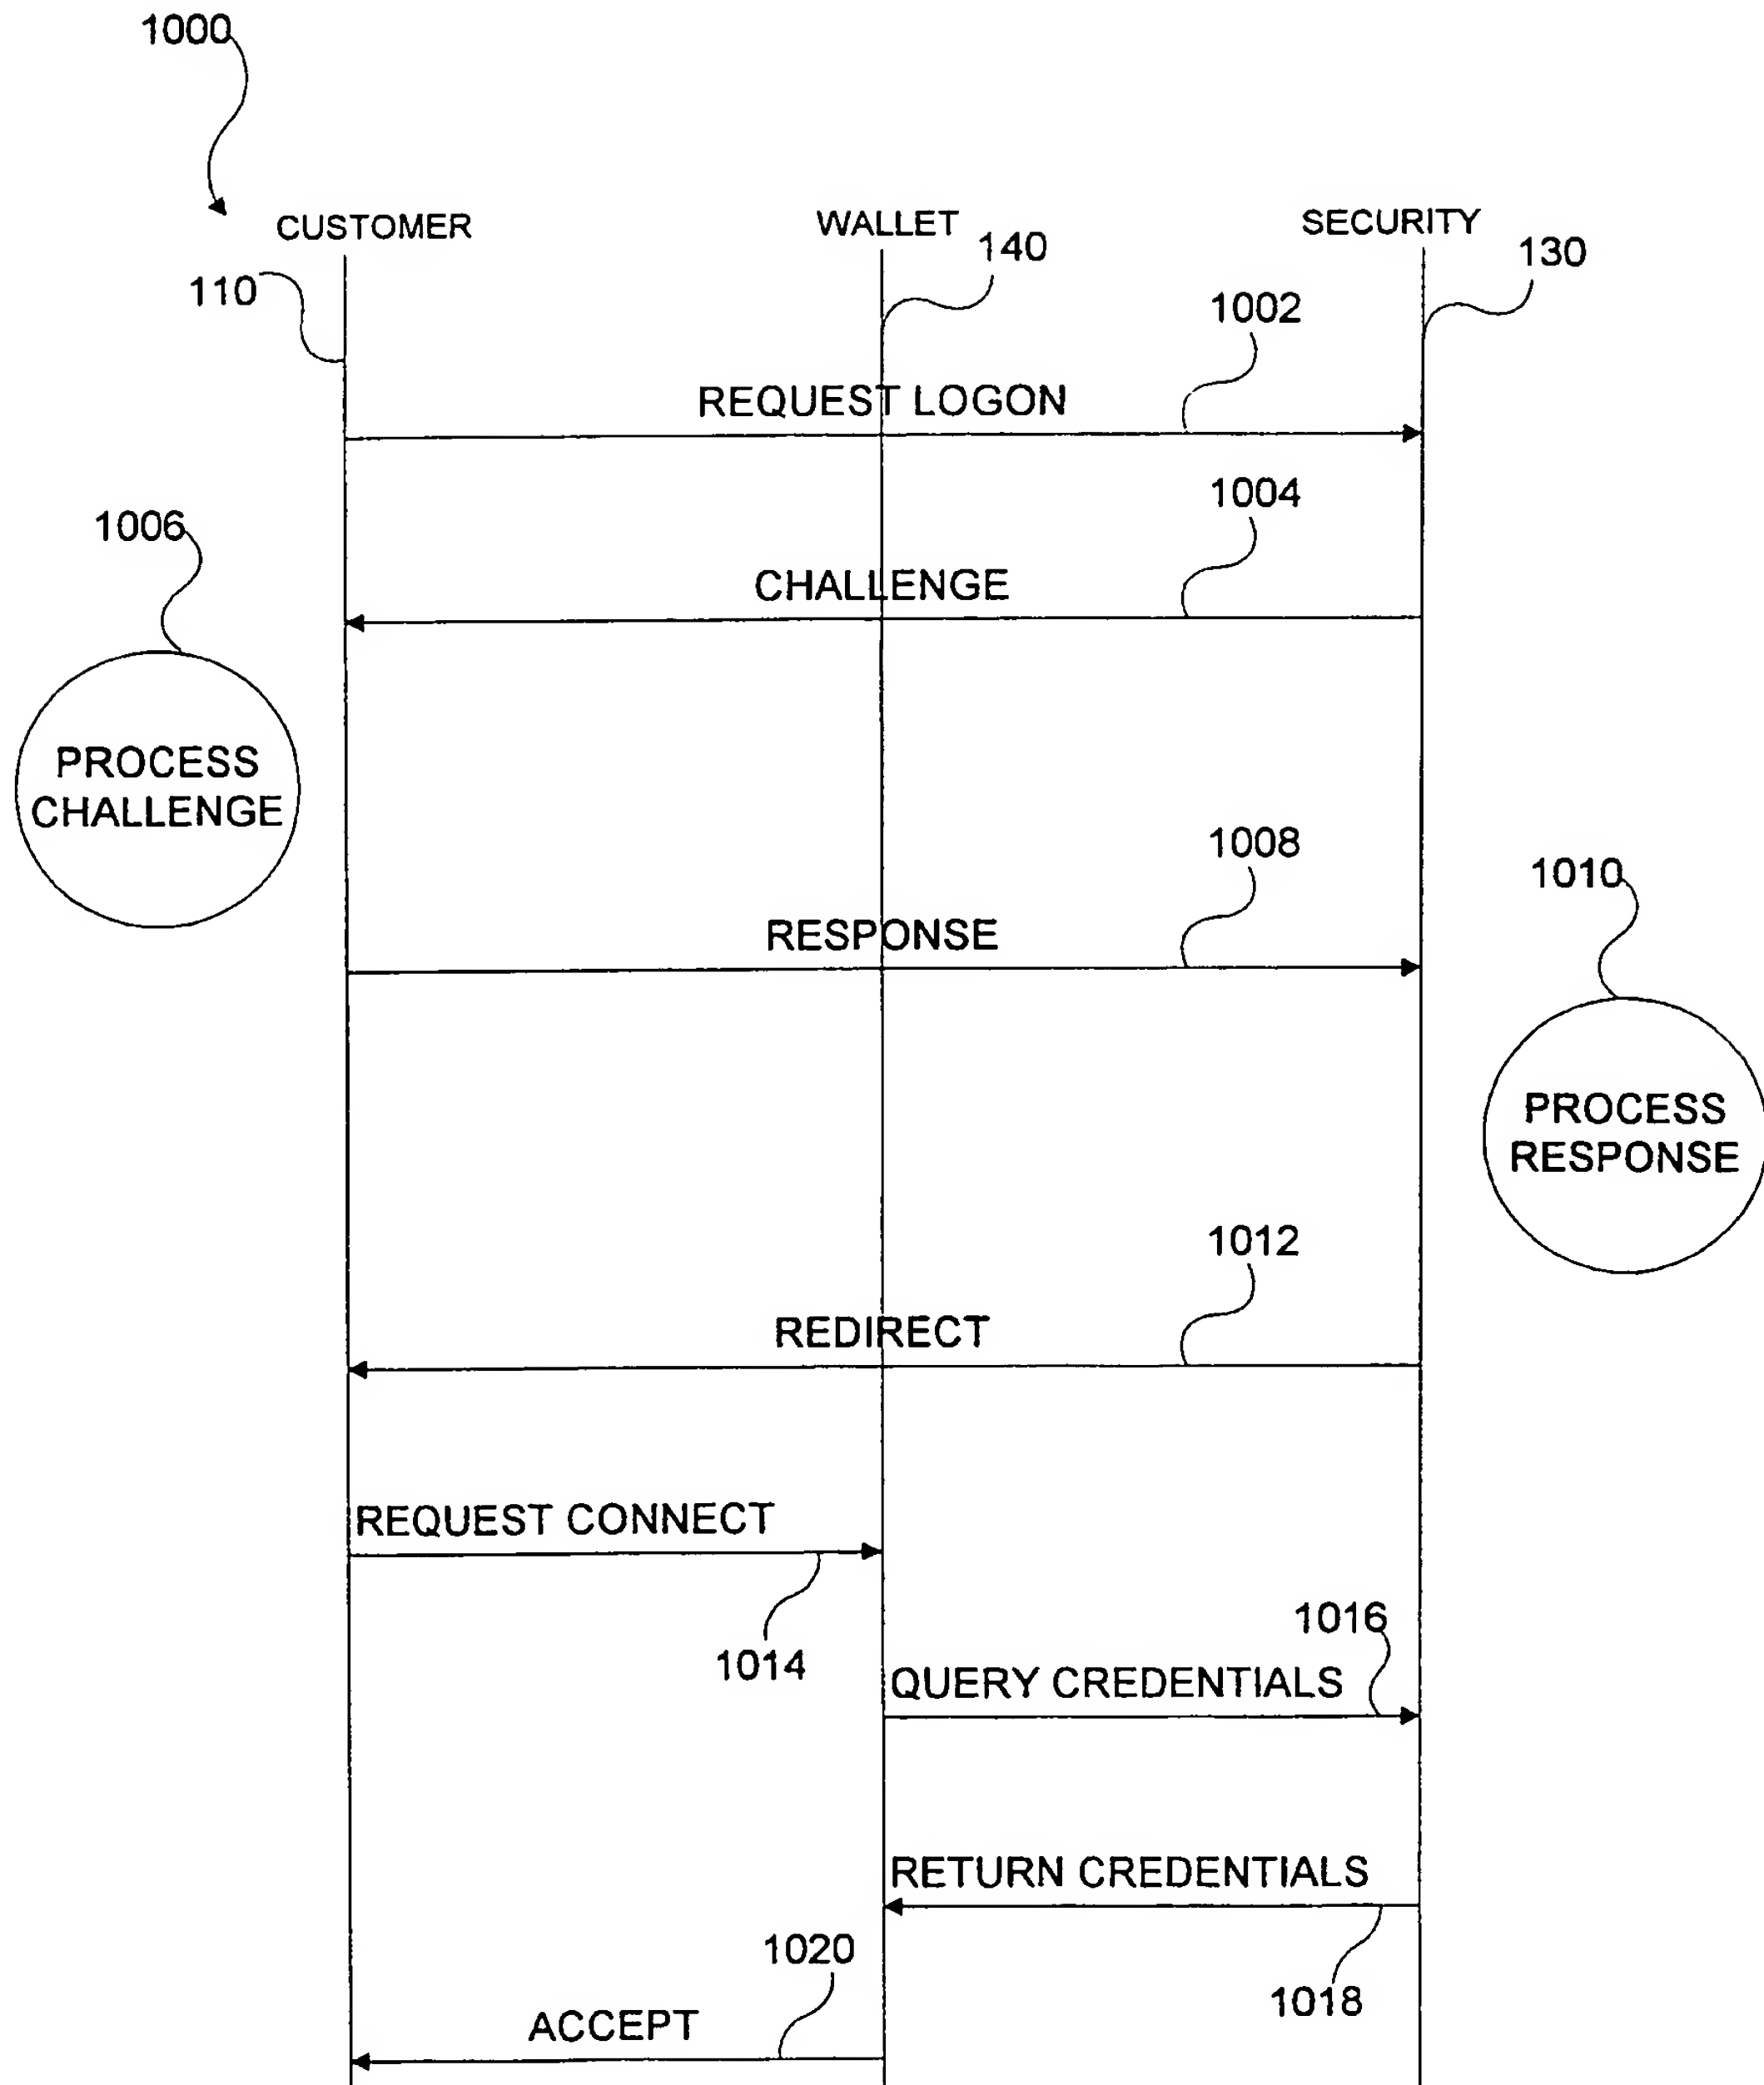 1000
CUSTOMER
WALLET
SECURITY
110
140
130
1002
REQUEST LOGON
1004
1006
CHALLENGE
PROCESS
CHALLENGE
1008
1010
RESPONSE
PROCESS
RESPONSE
1012
REDIRECT
REQUEST CONNECT
1014
1016
QUERY CREDENTIALS
RETURN CREDENTIALS
1018
1020
ACCEPT